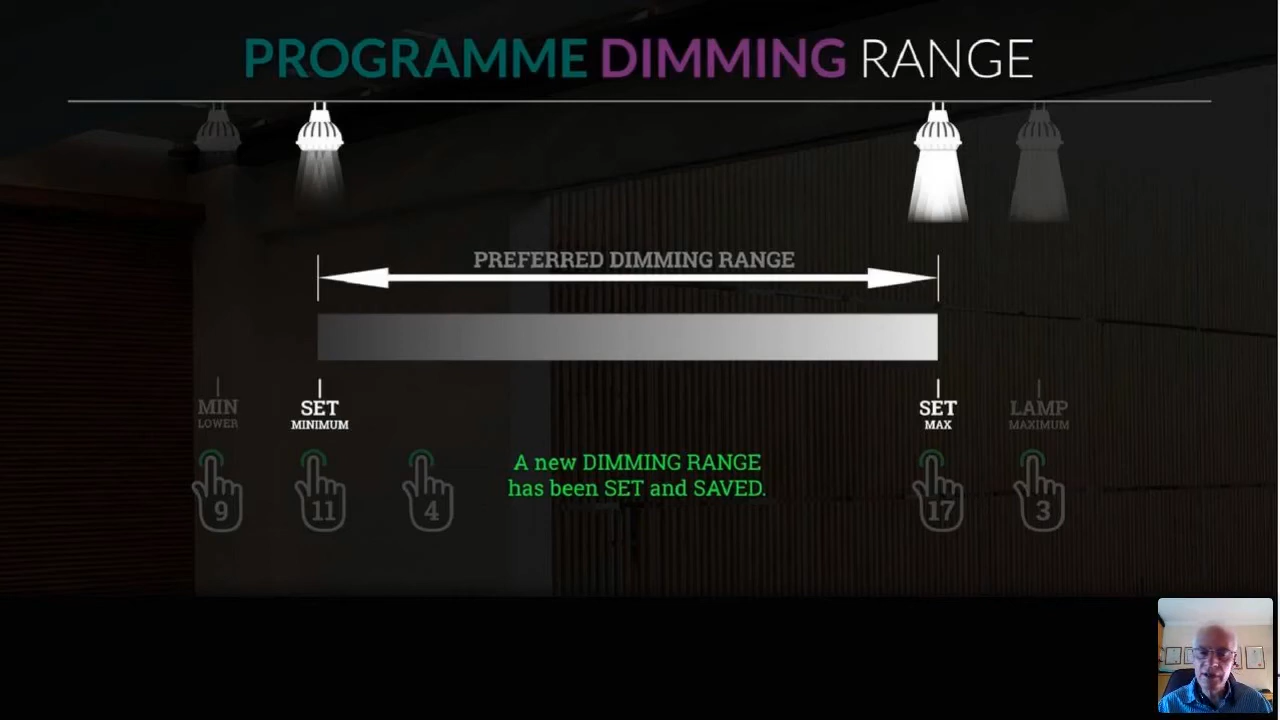 PROGRAMME DIMMING RANGE
PREFERRED DIMMING RANGE
MIN
LOWER
SET
MINIMUM
SET
MAX
LAMP
MAXIMUM
A new DIMMING RANGE
has been SET and SAVED.
9
11
4
17
3